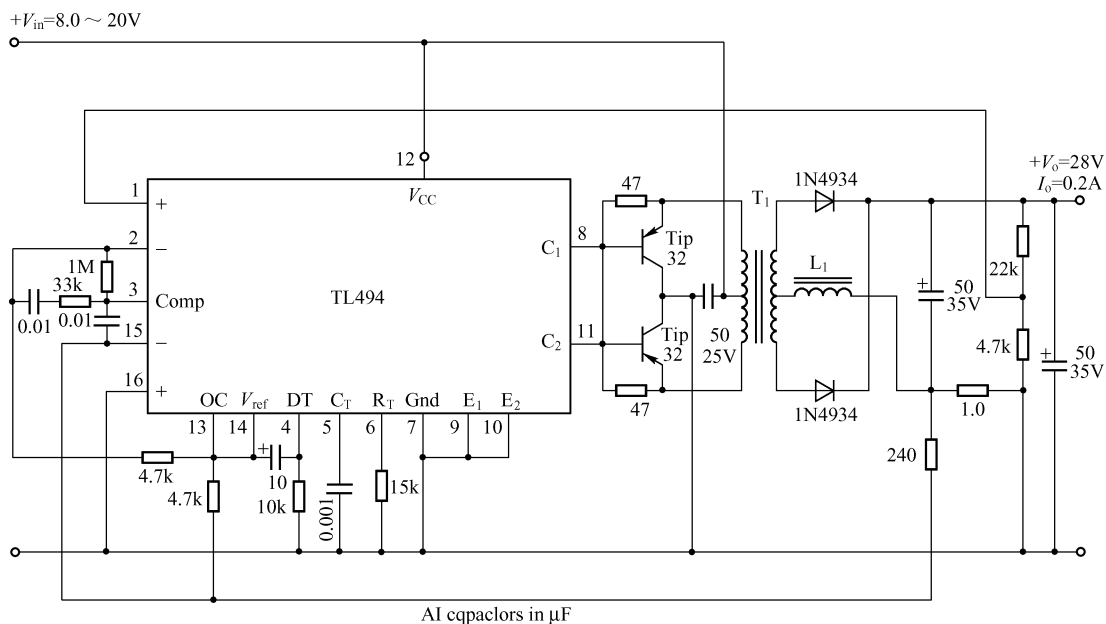 +Vin=8.0～20V
12
VCC
+Vo=28V
Io=0.2A
1
+
2
−
1M
33k
3
Comp
0.01
0.01
15
−
16
+
TL494
C1
8
C2
11
47
Tip
32
Tip
32
47
50
25V
T1
1N4934
L1
1N4934
+
50
35V
22k
4.7k
+
50
35V
1.0
240
OC
Vref
DT
CT
RT
Gnd
E1
E2
13
14
4
5
6
7
9
10
4.7k
4.7k
+
10
10k
0.001
15k
AI cqpaclors in μF